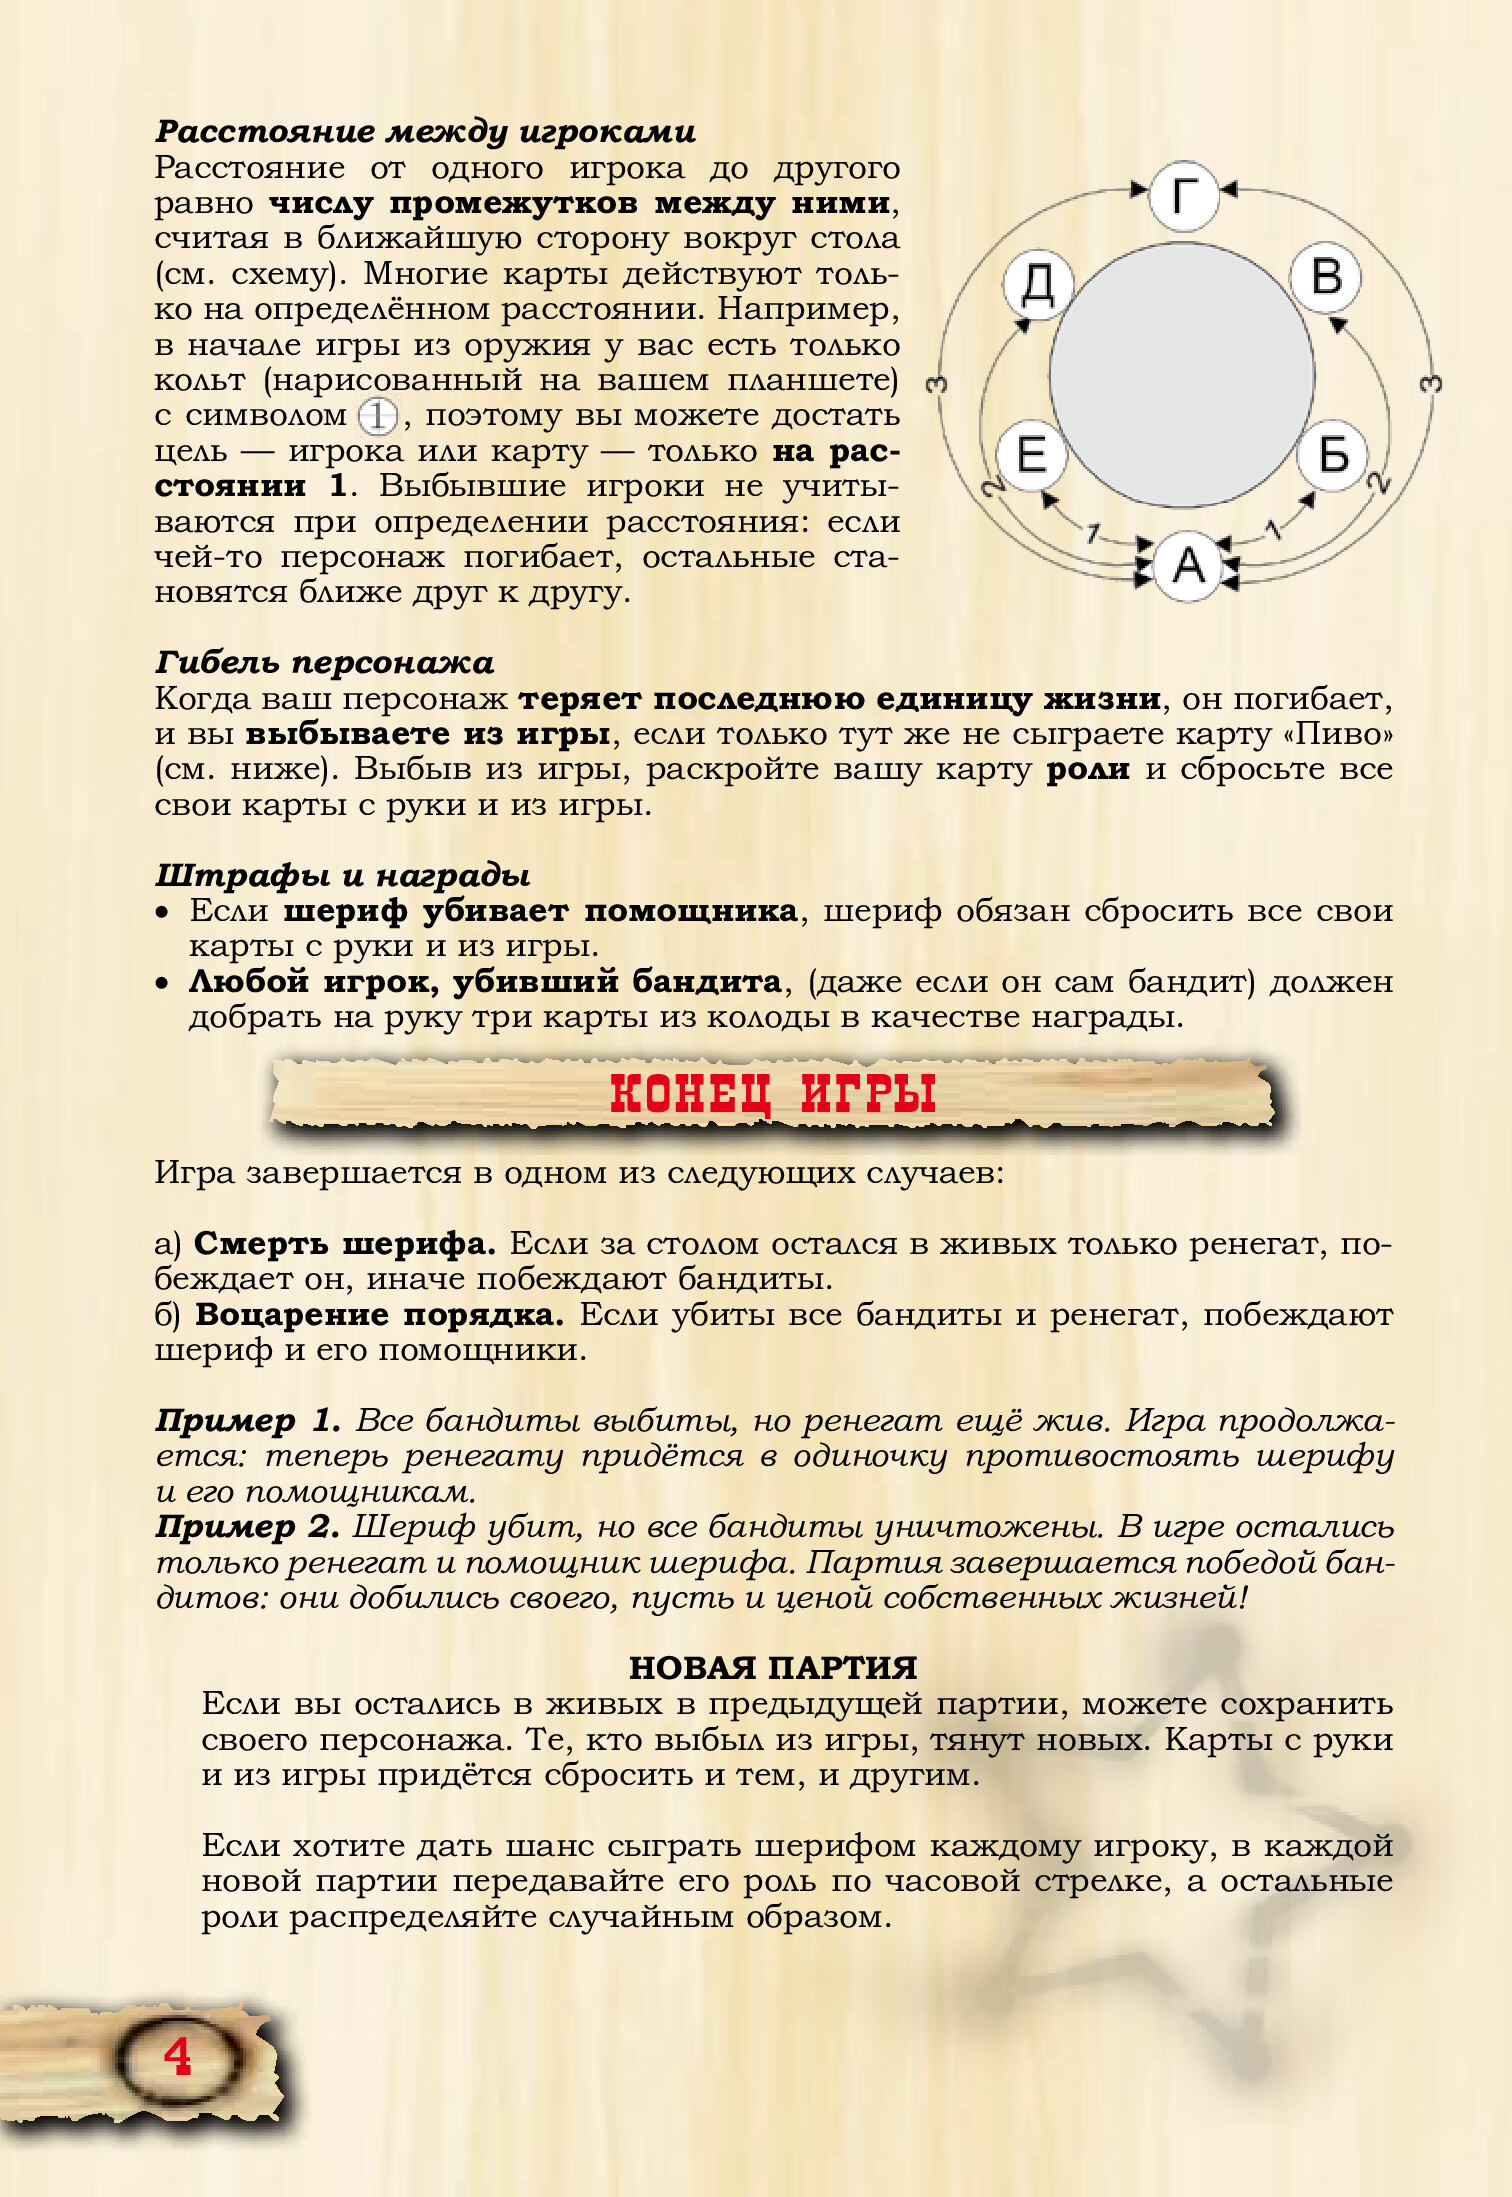 Расстояние между игроками
Расстояние от одного игрока до другого
равно числу промежутков между ними,
считая в ближайшую сторону вокруг стола
(см. схему). Многие карты действуют толь-
ко на определённом расстоянии. Например,
в начале игры из оружия у вас есть только
кольт (нарисованный на вашем планшете)
с символом 1, поэтому вы можете достать
цель — игрока или карту — только на рас-
стоянии 1. Выбывшие игроки не учиты-
ваются при определении расстояния: если
чей-то персонаж погибает, остальные ста-
новятся ближе друг к другу.
Г
Д
В
3
3
Е
Б
2
2
1
1
А
Гибель персонажа
Когда ваш персонаж теряет последнюю единицу жизни, он погибает,
и вы выбываете из игры, если только тут же не сыграете карту «Пиво»
(см. ниже). Выбыв из игры, раскройте вашу карту роли и сбросьте все
свои карты с руки и из игры.
Штрафы и награды
• Если шериф убивает помощника, шериф обязан сбросить все свои
карты с руки и из игры.
• Любой игрок, убивший бандита, (даже если он сам бандит) должен
добрать на руку три карты из колоды в качестве награды.
КОНЕЦ ИГРЫ
Игра завершается в одном из следующих случаев:
а) Смерть шерифа. Если за столом остался в живых только ренегат, по-
беждает он, иначе побеждают бандиты.
б) Воцарение порядка. Если убиты все бандиты и ренегат, побеждают
шериф и его помощники.
Пример 1. Все бандиты выбиты, но ренегат ещё жив. Игра продолжа-
ется: теперь ренегату придётся в одиночку противостоять шерифу
и его помощникам.
Пример 2. Шериф убит, но все бандиты уничтожены. В игре остались
только ренегат и помощник шерифа. Партия завершается победой бан-
дитов: они добились своего, пусть и ценой собственных жизней!
НОВАЯ ПАРТИЯ
Если вы остались в живых в предыдущей партии, можете сохранить
своего персонажа. Те, кто выбыл из игры, тянут новых. Карты с руки
и из игры придётся сбросить и тем, и другим.
Если хотите дать шанс сыграть шерифом каждому игроку, в каждой
новой партии передавайте его роль по часовой стрелке, а остальные
роли распределяйте случайным образом.
4